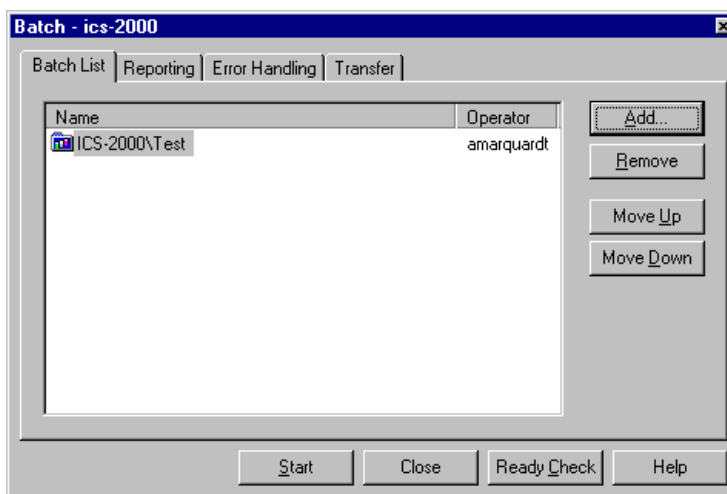 Batch - ics-2000
Batch List Reporting Error Handling Transfer
Name Operator
ICS-2000\Test amarquardt
Add...
Remove
Move Up
Move Down
Start Close Ready Check Help